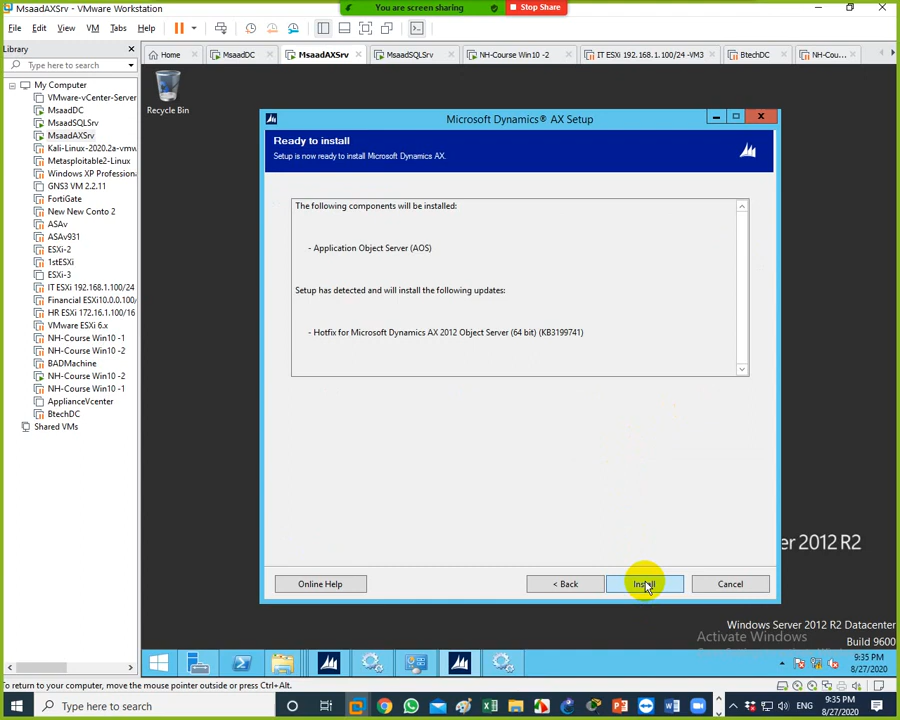 MsaadAXSrv - VMware Workstation
You are screen sharing
Stop Share
File Edit View VM Tabs Help
Library
Type here to search
Home
MsaadDC
MsaadAXSrv
MsaadSQLSrv
NH-Course Win10 -2
IT ESXi 192.168.1.100/24 -VM3
BtechDC
NH-Cou...
My Computer
VMware-vCenter-Server
MsaadDC
MsaadSQLSrv
MsaadAXSrv
Kali-Linux-2020.2a-vmw
Metasploitable2-Linux
Windows XP Profession
GNS3 VM 2.2.11
FortiGate
New New Conto 2
ASAv
ASAv931
ESXi-2
1stESXi
ESXi-3
IT ESXi 192.168.1.100/24
Financial ESXi10.0.0.100/
HR ESXi 172.16.1.100/16
VMware ESXi 6.x
NH-Course Win10 -1
NH-Course Win10 -2
BADMachine
NH-Course Win10 -2
NH-Course Win10 -1
ApplianceVcenter
BtechDC
Shared VMs
Recycle Bin
Microsoft Dynamics® AX Setup
Ready to install
Setup is now ready to install Microsoft Dynamics AX.
The following components will be installed:
- Application Object Server (AOS)
Setup has detected and will install the following updates:
- Hotfix for Microsoft Dynamics AX 2012 Object Server (64 bit) (KB3199741)
Online Help
< Back
Install
Cancel
er 2012 R2
Windows Server 2012 R2 Datacenter
Activate Windows
Build 9600
9:35 PM
8/27/2020
To return to your computer, move the mouse pointer outside or press Ctrl+Alt.
Type here to search
ENG
9:35 PM
8/27/2020